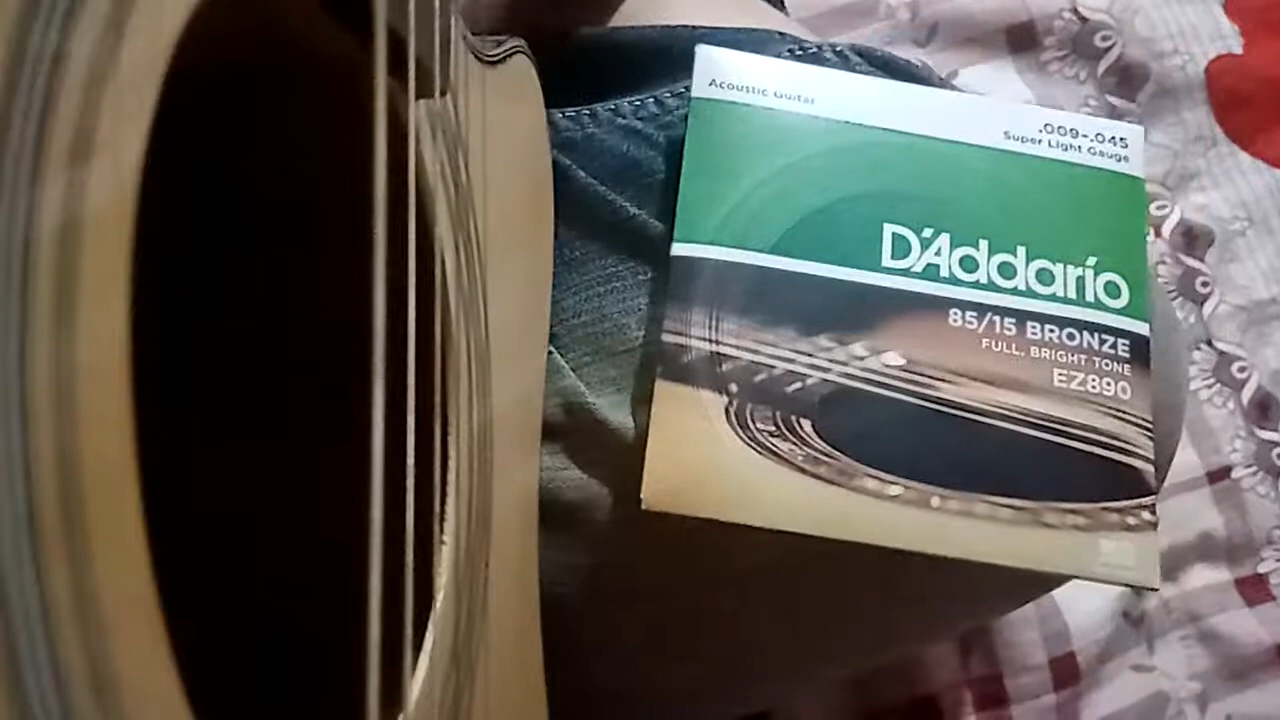 Acoustic Guitar
.009-.045
Super Light Gauge
D'Addario
85/15 BRONZE
FULL, BRIGHT TONE
EZ890